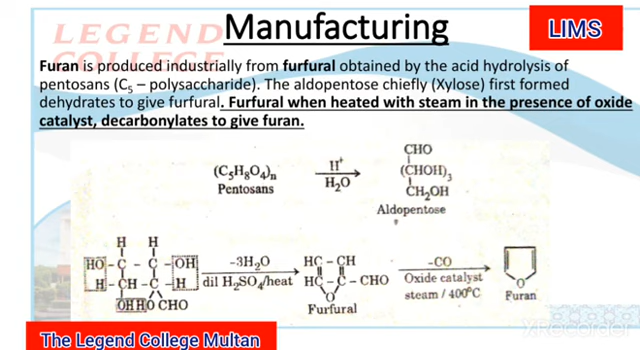 LEGEND
COLLEGE
Manufacturing
LIMS
Furan is produced industrially from furfural obtained by the acid hydrolysis of
pentosans (C₅ – polysaccharide). The aldopentose chiefly (Xylose) first formed
dehydrates to give furfural. Furfural when heated with steam in the presence of oxide
catalyst, decarbonylates to give furan.
(C₅H₈O₄)n H⁺ H₂O CHO
Pentosans (CHOH)₃
CH₂OH
Aldopentose
H H
HO - C - C - OH -3H₂O HC - CH -CO
H - CH - C - H dil H₂SO₄/heat HC - C - CHO Oxide catalyst
OH HO CHO O steam / 400°C O
Furfural Furan
The Legend College Multan
XRecorder